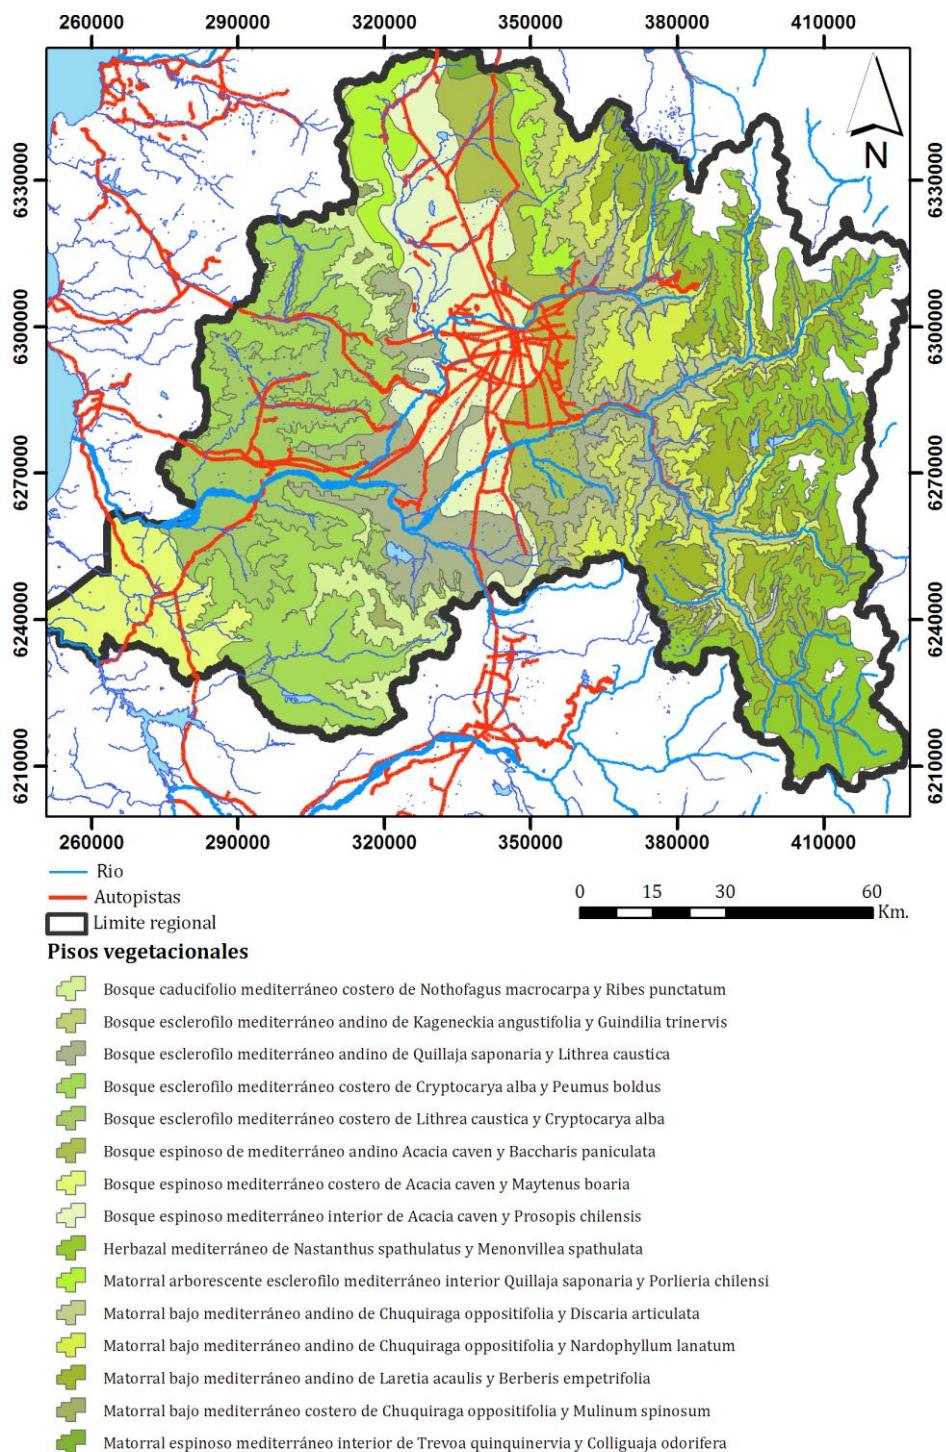 260000 290000 320000 350000 380000 410000
N
6330000 6330000
6300000 6300000
6270000 6270000
6240000 6240000
6210000 6210000
260000 290000 320000 350000 380000 410000
Rio
Autopistas
Limite regional
0 15 30 60
Km.
Pisos vegetacionales
Bosque caducifolio mediterráneo costero de Nothofagus macrocarpa y Ribes punctatum
Bosque esclerofilo mediterráneo andino de Kageneckia angustifolia y Guindilia trinervis
Bosque esclerofilo mediterráneo andino de Quillaja saponaria y Lithrea caustica
Bosque esclerofilo mediterráneo costero de Cryptocarya alba y Peumus boldus
Bosque esclerofilo mediterráneo costero de Lithrea caustica y Cryptocarya alba
Bosque espinoso de mediterráneo andino Acacia caven y Baccharis paniculata
Bosque espinoso mediterráneo costero de Acacia caven y Maytenus boaria
Bosque espinoso mediterráneo interior de Acacia caven y Prosopis chilensis
Herbazal mediterráneo de Nastanthus spathulatus y Menonvillea spathulata
Matorral arborescente esclerofilo mediterráneo interior Quillaja saponaria y Porlieria chilensi
Matorral bajo mediterráneo andino de Chuquiraga oppositifolia y Discaria articulata
Matorral bajo mediterráneo andino de Chuquiraga oppositifolia y Nardophyllum lanatum
Matorral bajo mediterráneo andino de Laretia acaulis y Berberis empetrifolia
Matorral bajo mediterráneo costero de Chuquiraga oppositifolia y Mulinum spinosum
Matorral espinoso mediterráneo interior de Trevoa quinquinervia y Colliguaja odorifera